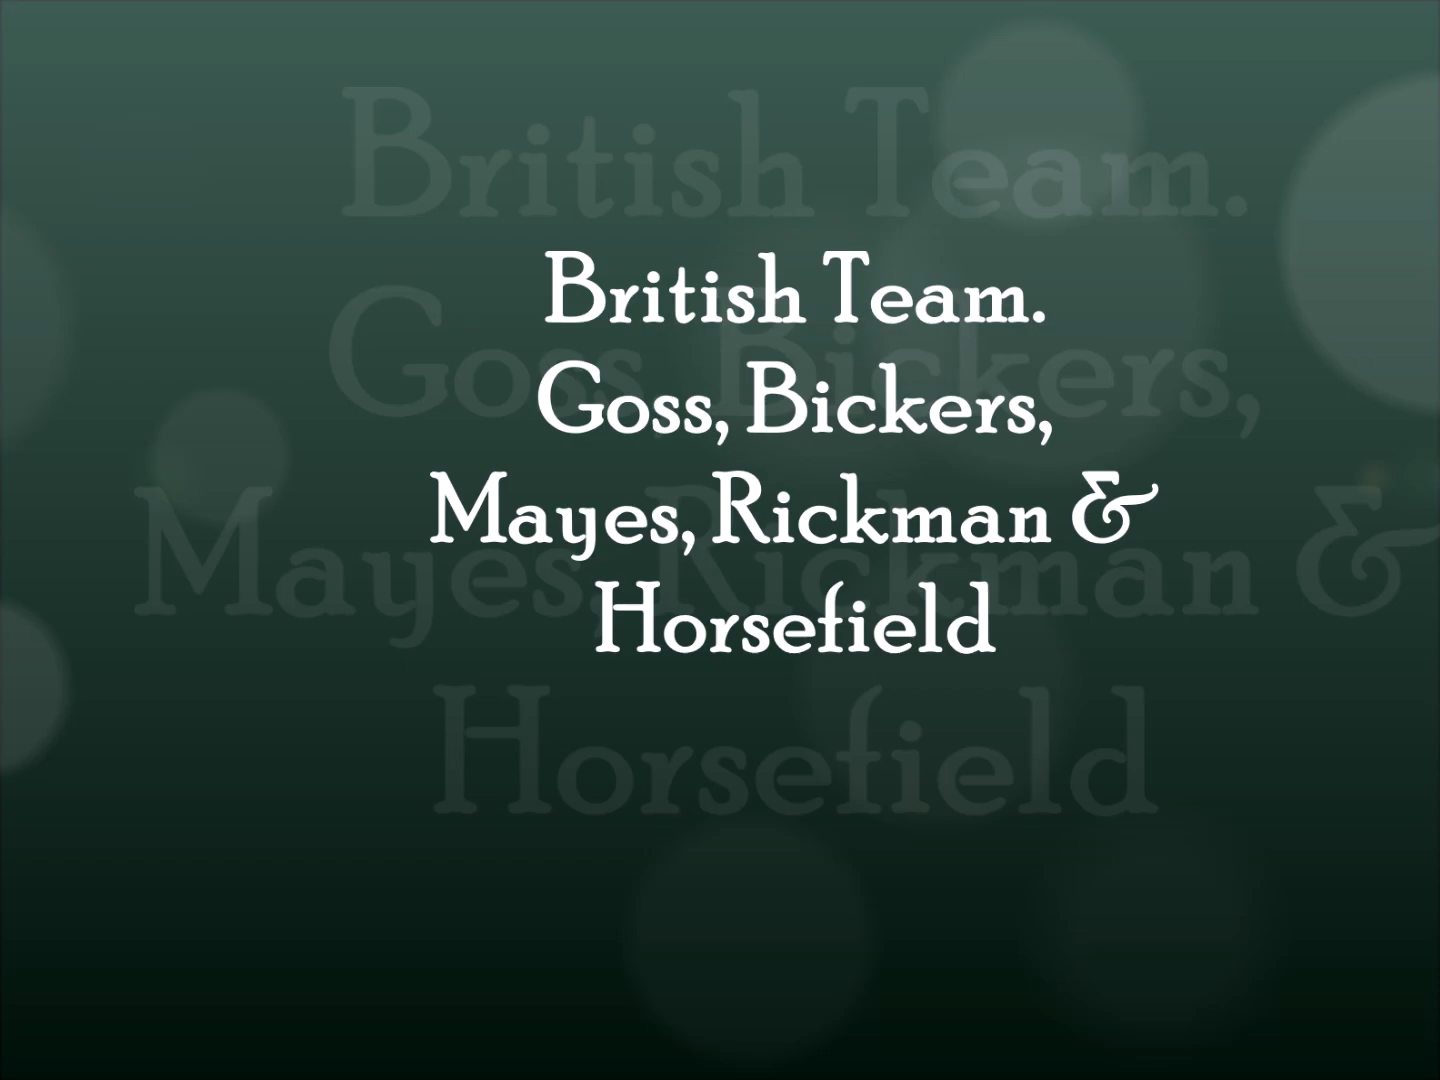 British Team.
Goss, Bickers,
Mayes, Rickman &
Horsefield